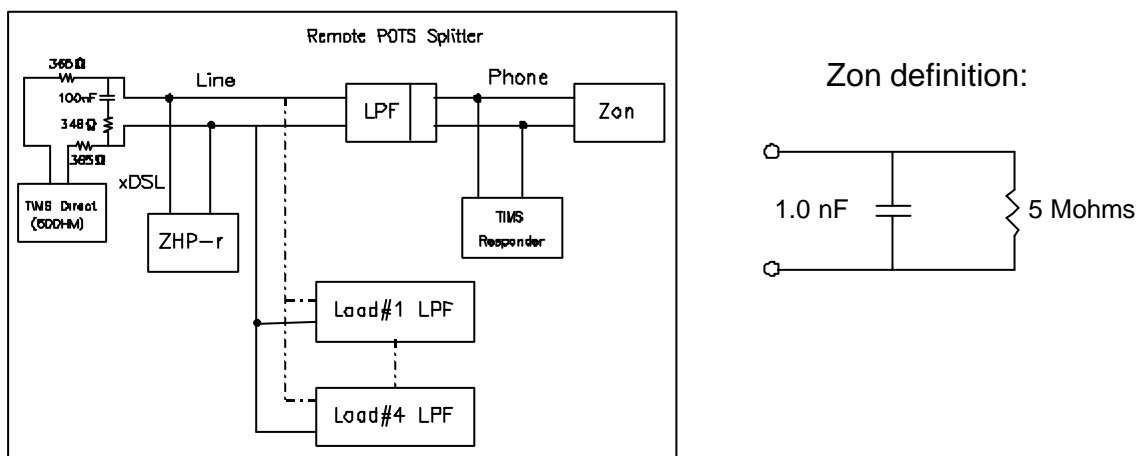 Remote POTS Splitter
365Ω
100nF
348Ω
365Ω
Line
Phone
LPF
Zon
xDSL
TIMS Direct
ZHP-r
TIMS
Responder
Load#1 LPF
Load#4 LPF
Zon definition:
1.0 nF
5 Mohms